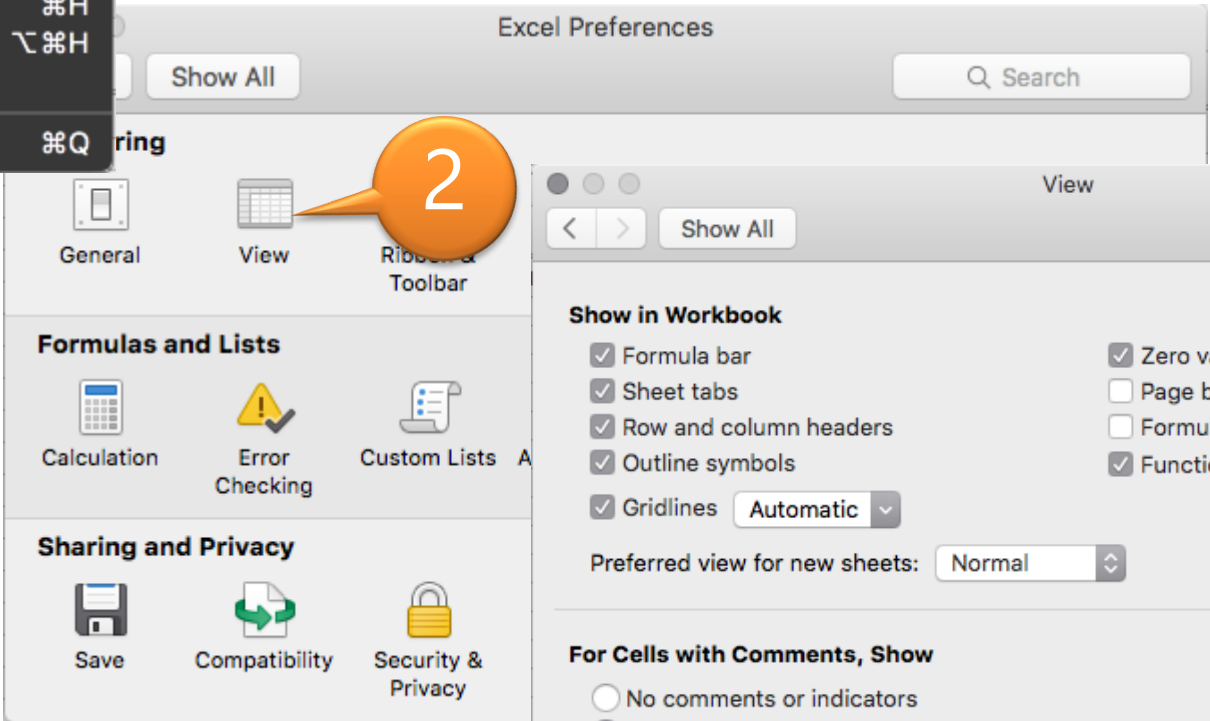 ⌘H
⌥⌘H
⌘Q
Excel Preferences
Show All
Search
2
General
View
Toolbar
Formulas and Lists
Calculation
Error
Checking
Custom Lists
Sharing and Privacy
Save
Compatibility
Security &
Privacy
View
Show All
Show in Workbook
Formula bar
Sheet tabs
Row and column headers
Outline symbols
Gridlines
Automatic
Zero
Page
Preferred view for new sheets:
Normal
For Cells with Comments, Show
No comments or indicators